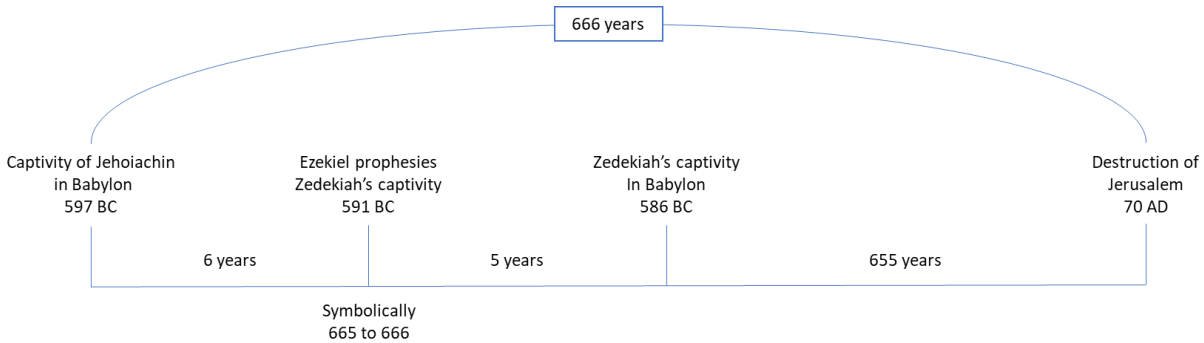 666 years
Captivity of Jehoiachin
in Babylon
597 BC
Ezekiel prophesies
Zedekiah's captivity
591 BC
Zedekiah's captivity
In Babylon
586 BC
Destruction of
Jerusalem
70 AD
6 years
5 years
655 years
Symbolically
665 to 666